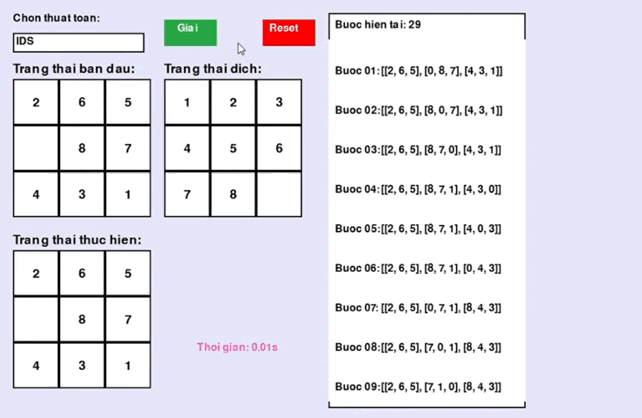 Chon thuat toan:
Giai
Reset
IDS
Trang thai ban dau:
2 6 5
8 7
4 3 1
Trang thai dich:
1 2 3
4 5 6
7 8
Trang thai thuc hien:
2 6 5
8 7
4 3 1
Thoi gian: 0.01s
Buoc hien tai: 29
Buoc 01:[[2, 6, 5], [0, 8, 7], [4, 3, 1]]
Buoc 02:[[2, 6, 5], [8, 0, 7], [4, 3, 1]]
Buoc 03:[[2, 6, 5], [8, 7, 0], [4, 3, 1]]
Buoc 04:[[2, 6, 5], [8, 7, 1], [4, 3, 0]]
Buoc 05:[[2, 6, 5], [8, 7, 1], [4, 0, 3]]
Buoc 06:[[2, 6, 5], [8, 7, 1], [0, 4, 3]]
Buoc 07: [[2, 6, 5], [0, 7, 1], [8, 4, 3]]
Buoc 08:[[2, 6, 5], [7, 0, 1], [8, 4, 3]]
Buoc 09:[[2, 6, 5], [7, 1, 0], [8, 4, 3]]